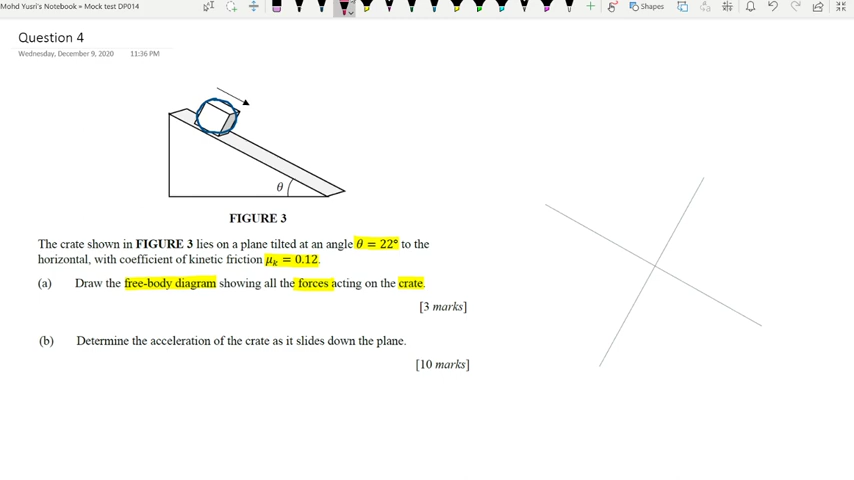 Mohd Yusri's Notebook » Mock test DP014
Shapes
Question 4
Wednesday, December 9, 2020 11:36 PM
θ
FIGURE 3
The crate shown in FIGURE 3 lies on a plane tilted at an angle θ = 22° to the
horizontal, with coefficient of kinetic friction μₖ = 0.12.
(a) Draw the free-body diagram showing all the forces acting on the crate.
[3 marks]
(b) Determine the acceleration of the crate as it slides down the plane.
[10 marks]